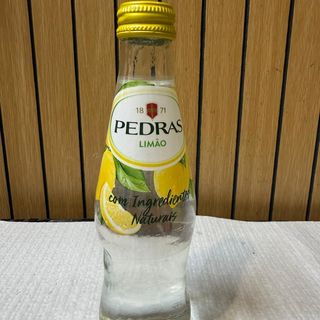 18 71
PEDRAS
LIMÃO
com Ingredientes
Naturais